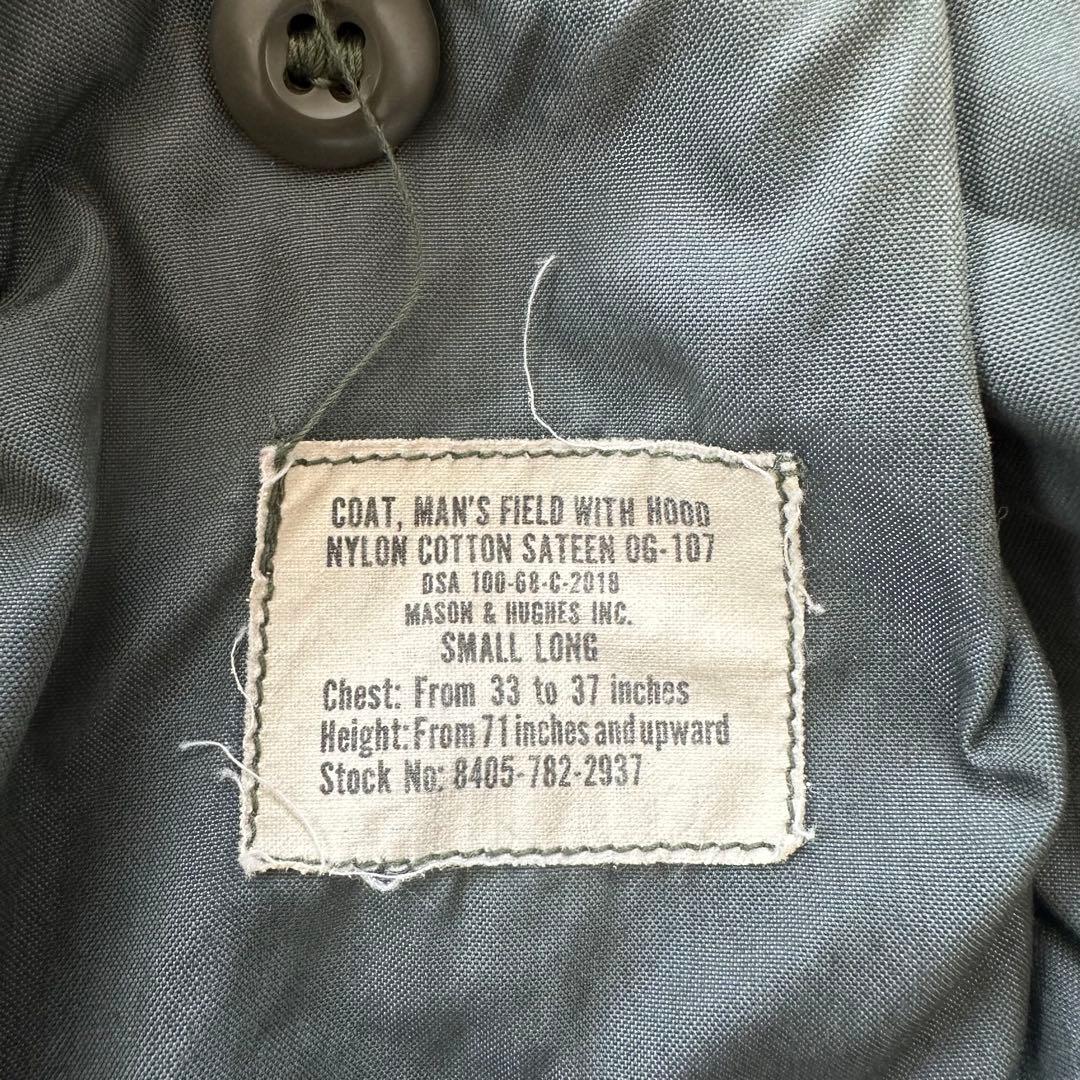 COAT, MAN'S FIELD WITH HOOD
NYLON COTTON SATEEN OG-107
DSA 100-68-C-2018
MASON & HUGHES INC.
SMALL LONG
Chest: From 33 to 37 inches
Height: From 71 inches and upward
Stock No: 8405-782-2937